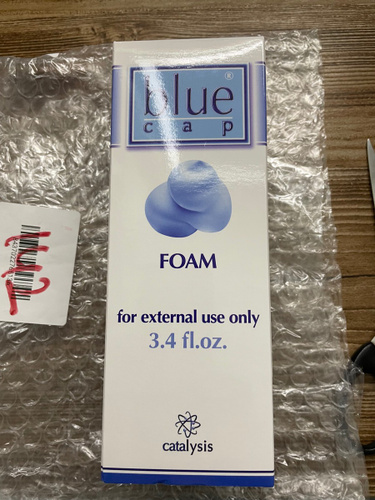 blue®
cap
FOAM
for external use only
3.4 fl.oz.
catalysis